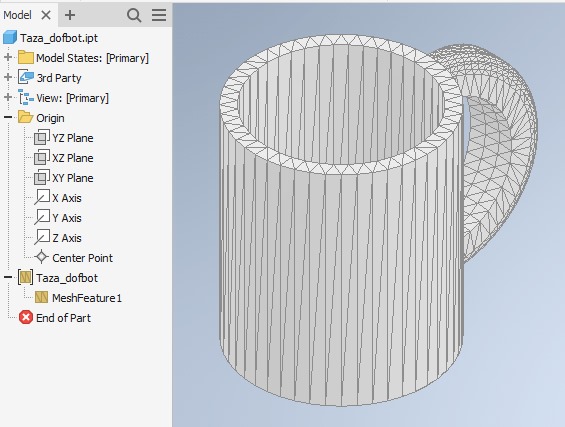 Model
Taza_dofbot.ipt
Model States: [Primary]
3rd Party
View: [Primary]
Origin
YZ Plane
XZ Plane
XY Plane
X Axis
Y Axis
Z Axis
Center Point
Taza_dofbot
MeshFeature1
End of Part